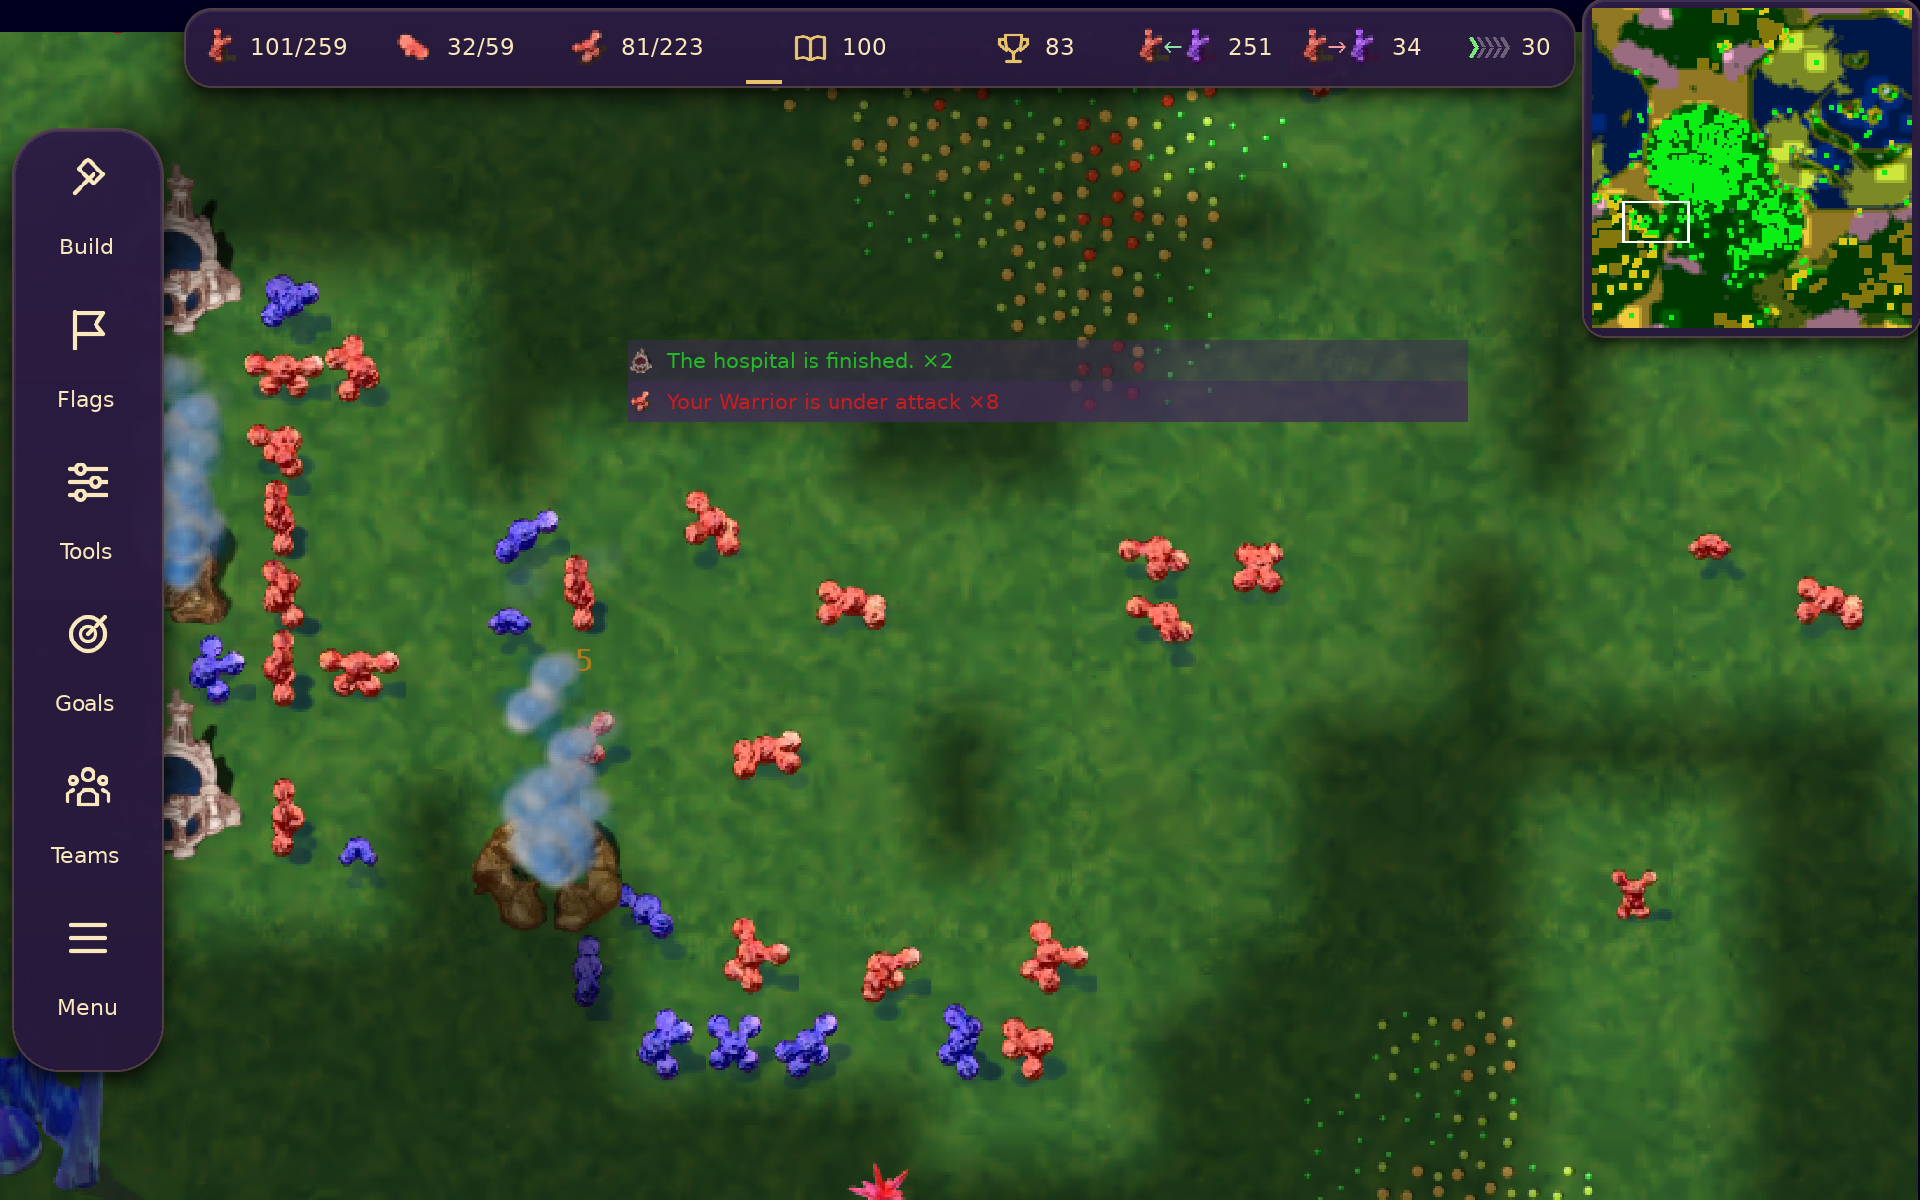 101/259
32/59
81/223
100
83
251
34
30
Build
Flags
Tools
Goals
Teams
Menu
The hospital is finished. ×2
Your Warrior is under attack ×8
5